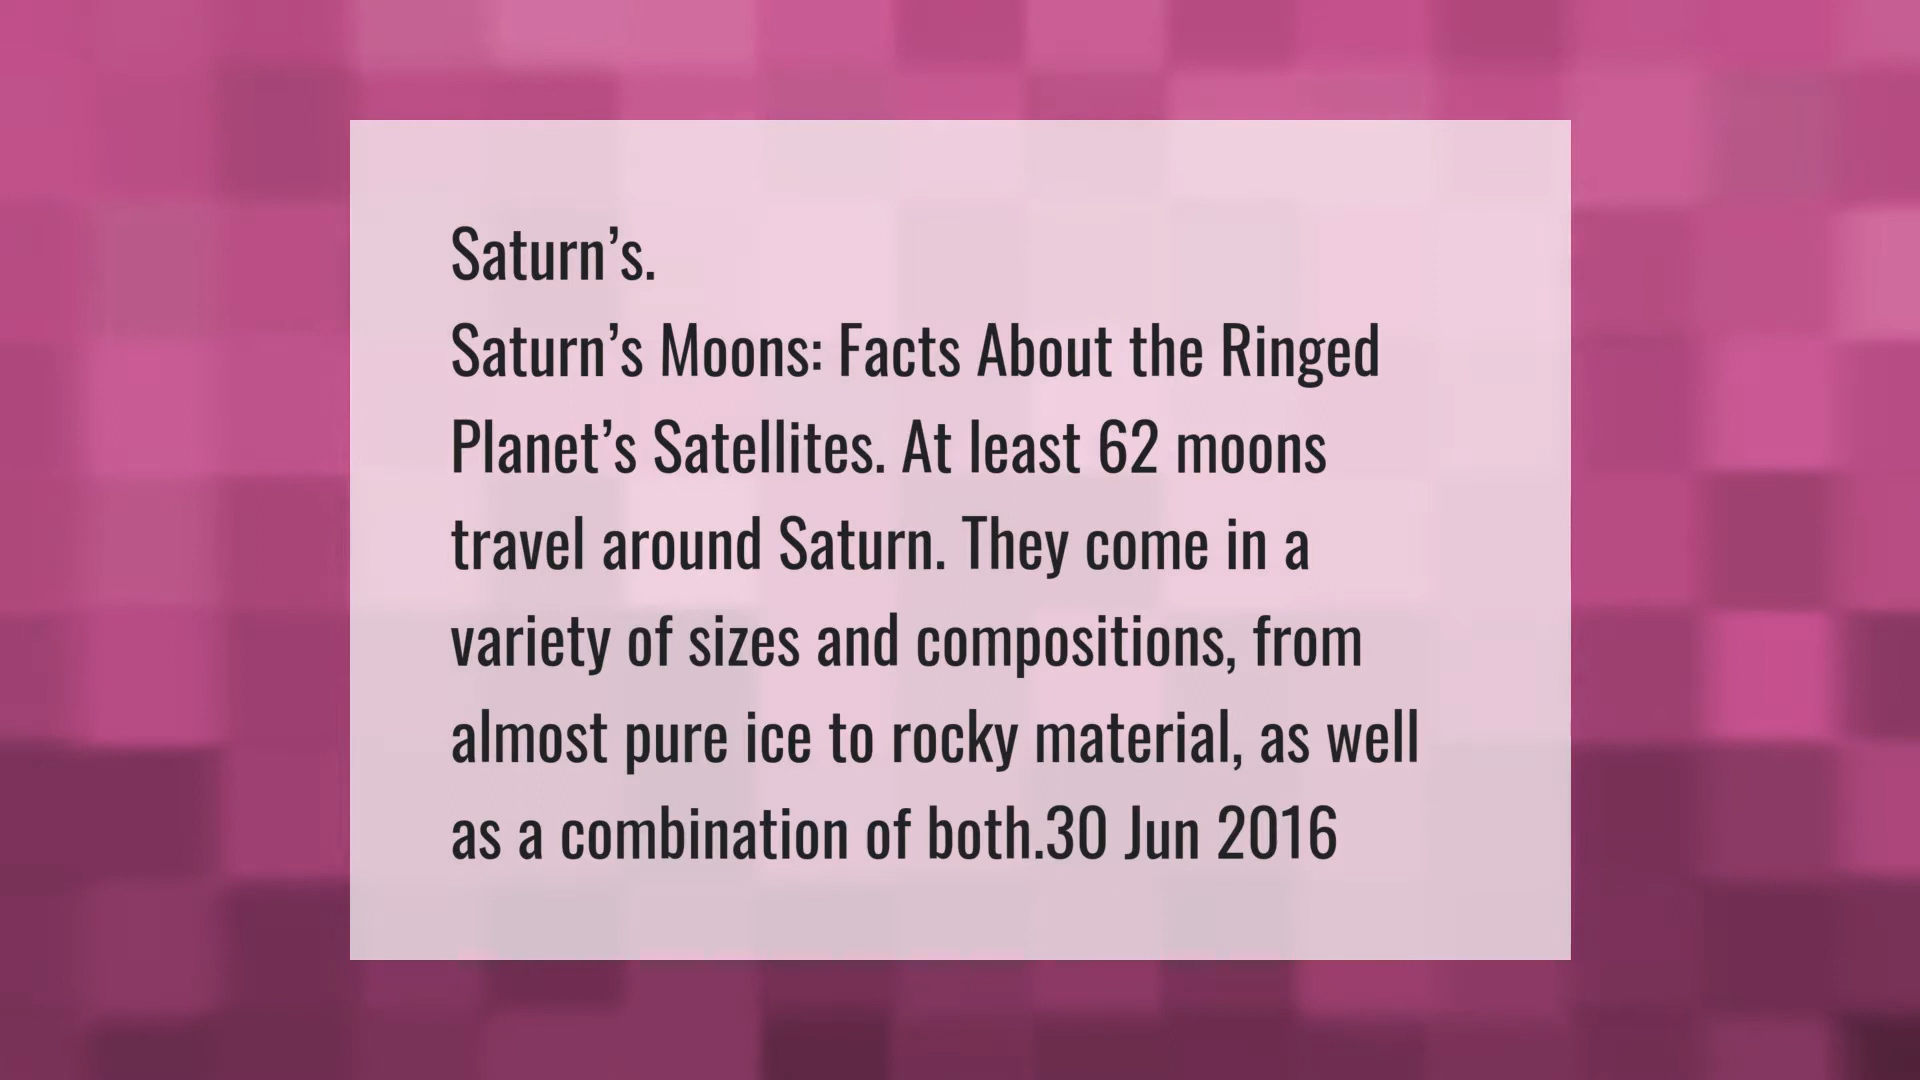 Saturn’s.
Saturn’s Moons: Facts About the Ringed
Planet’s Satellites. At least 62 moons
travel around Saturn. They come in a
variety of sizes and compositions, from
almost pure ice to rocky material, as well
as a combination of both.30 Jun 2016